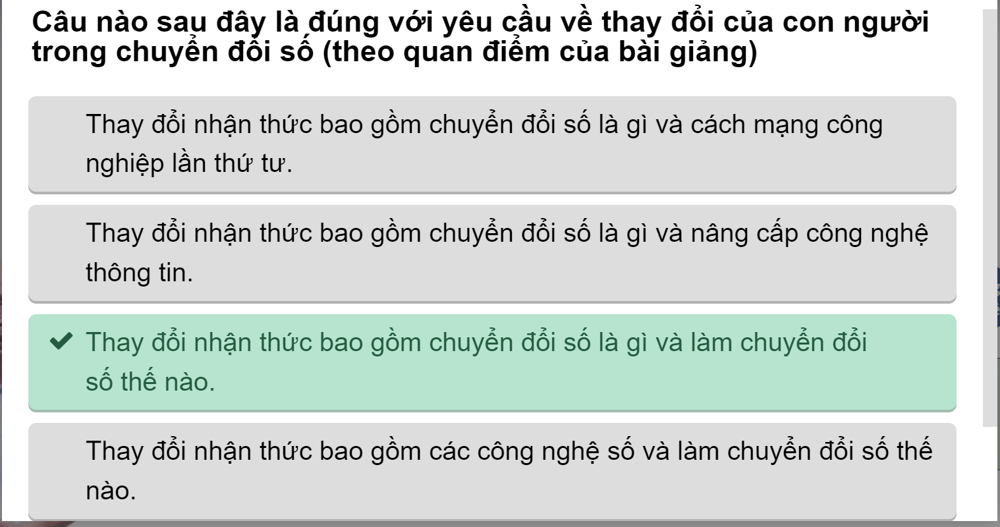 Câu nào sau đây là đúng với yêu cầu về thay đổi của con người
trong chuyển đổi số (theo quan điểm của bài giảng)
Thay đổi nhận thức bao gồm chuyển đổi số là gì và cách mạng công
nghiệp lần thứ tư.
Thay đổi nhận thức bao gồm chuyển đổi số là gì và nâng cấp công nghệ
thông tin.
Thay đổi nhận thức bao gồm chuyển đổi số là gì và làm chuyển đổi
số thế nào.
Thay đổi nhận thức bao gồm các công nghệ số và làm chuyển đổi số thế
nào.